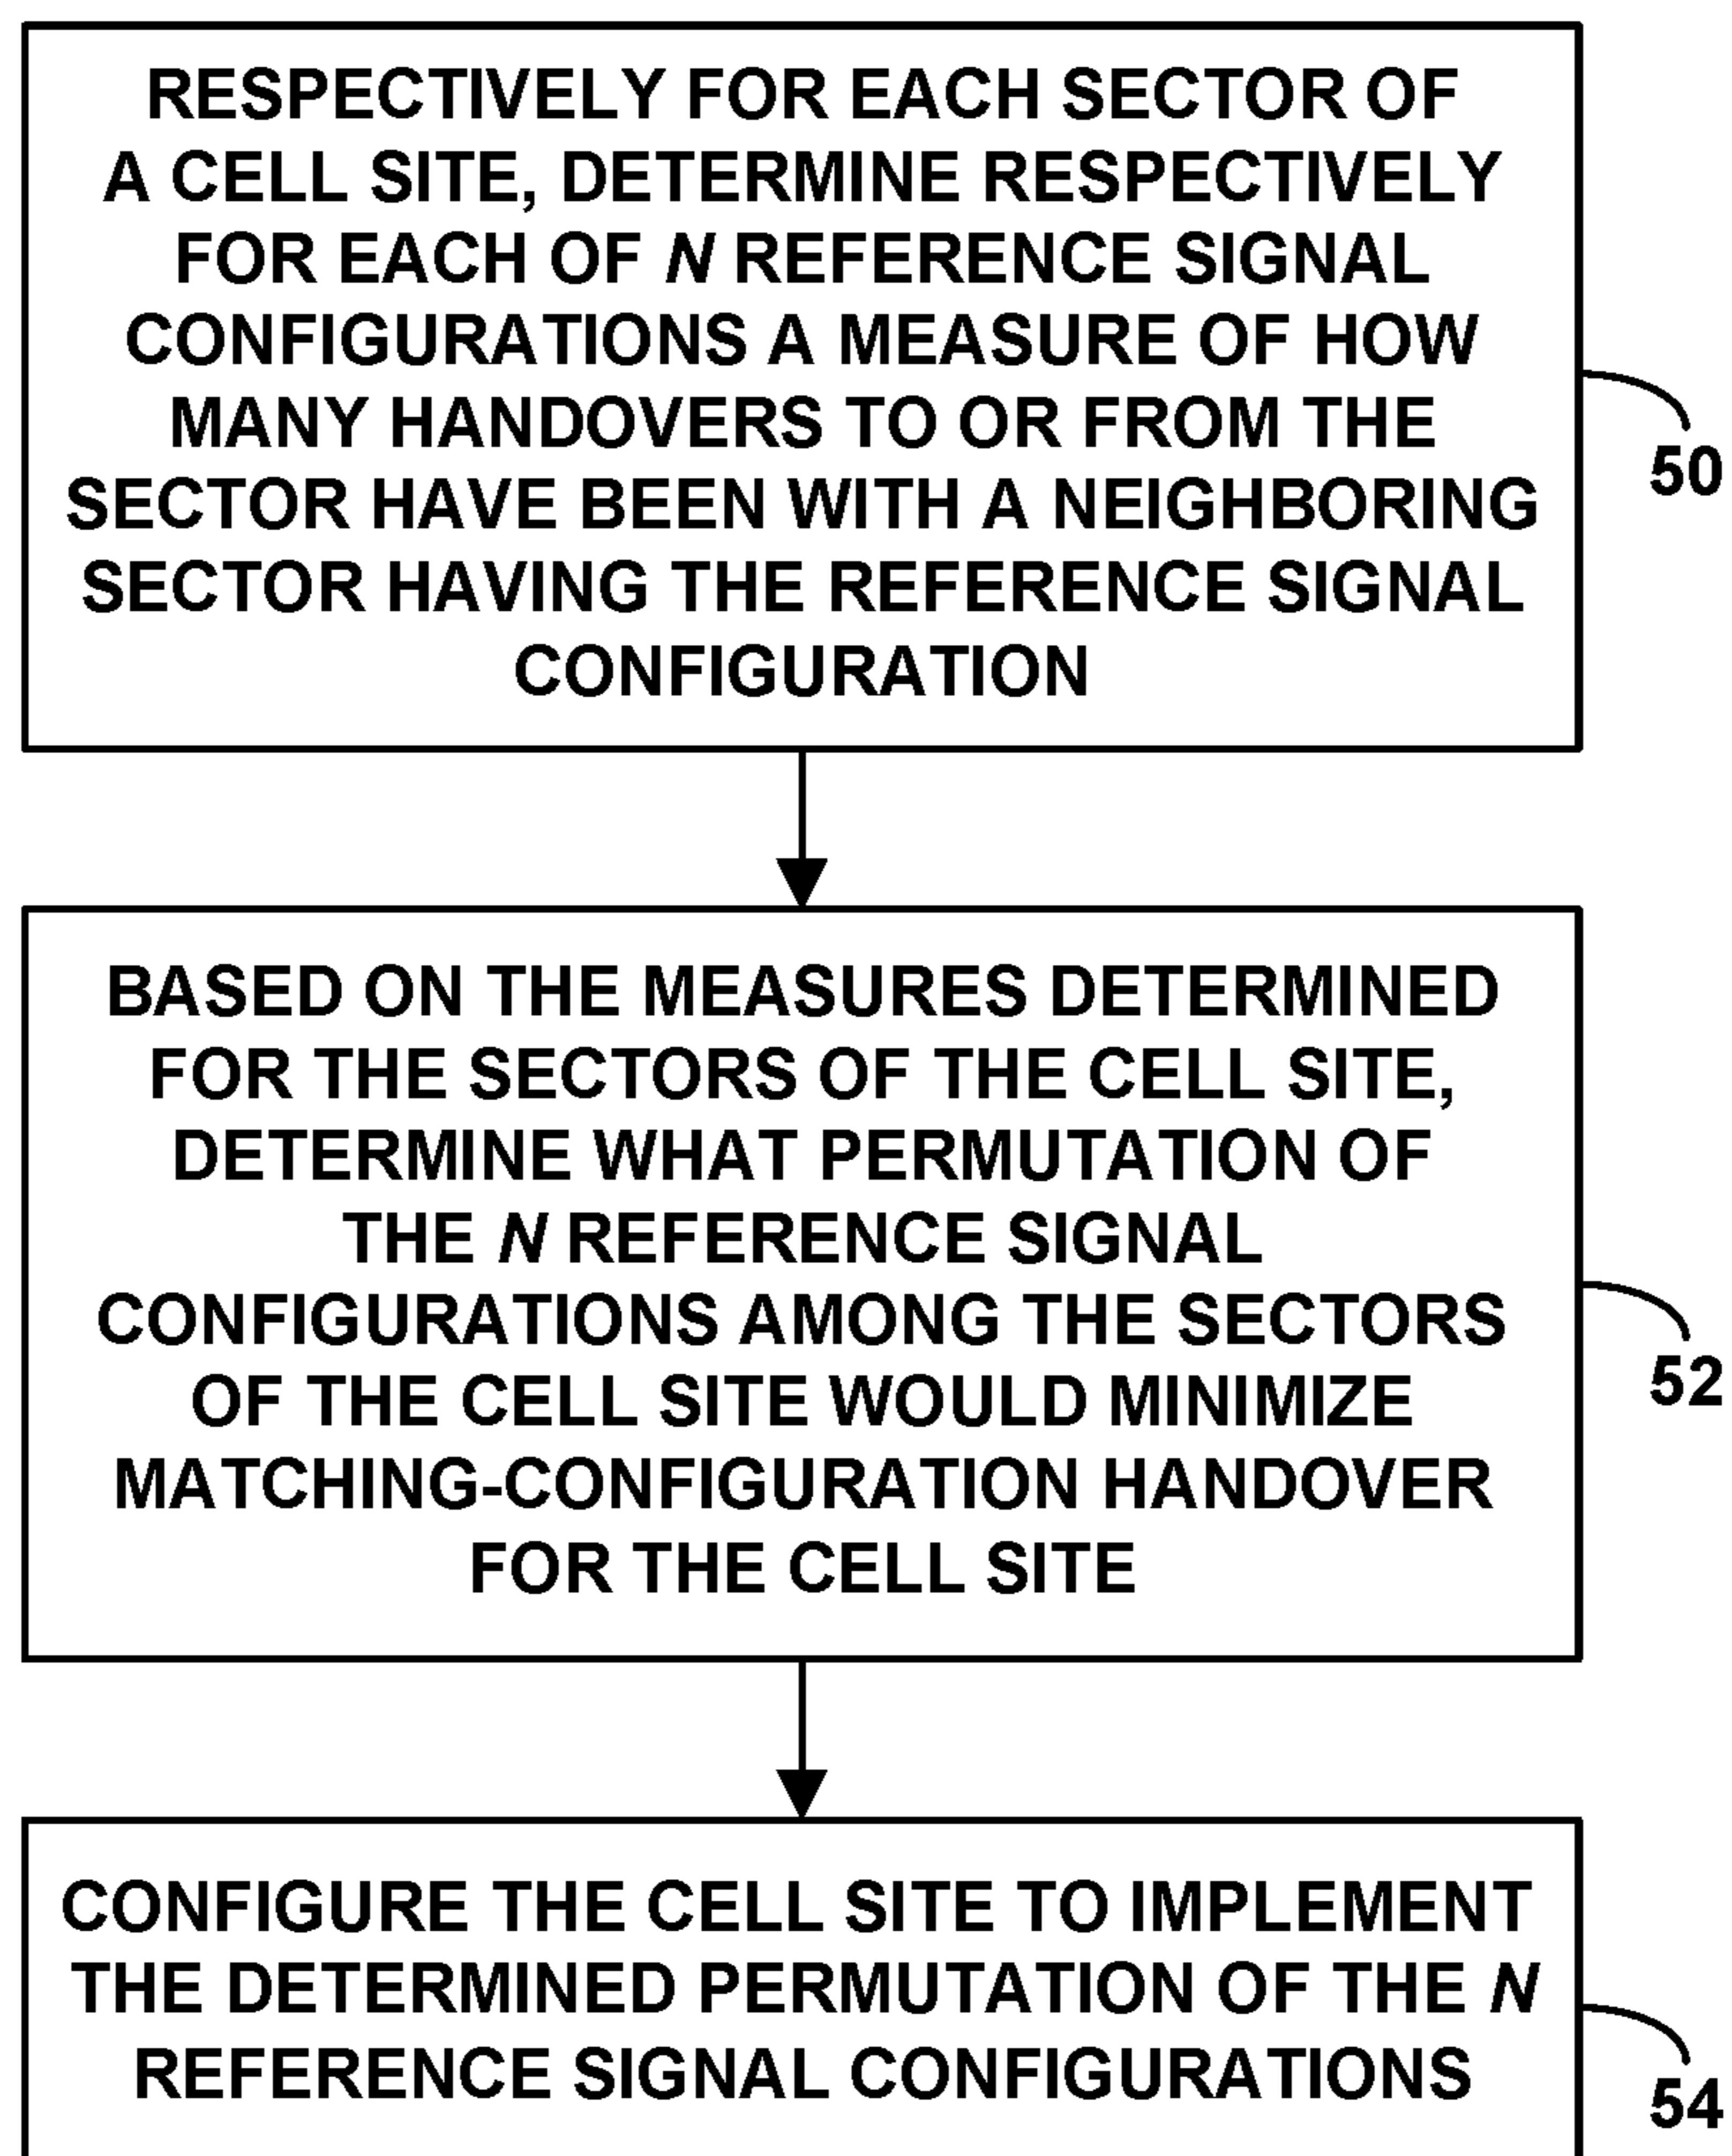 RESPECTIVELY FOR EACH SECTOR OF
A CELL SITE, DETERMINE RESPECTIVELY
FOR EACH OF N REFERENCE SIGNAL
CONFIGURATIONS A MEASURE OF HOW
MANY HANDOVERS TO OR FROM THE
SECTOR HAVE BEEN WITH A NEIGHBORING
SECTOR HAVING THE REFERENCE SIGNAL
CONFIGURATION
50
BASED ON THE MEASURES DETERMINED
FOR THE SECTORS OF THE CELL SITE,
DETERMINE WHAT PERMUTATION OF
THE N REFERENCE SIGNAL
CONFIGURATIONS AMONG THE SECTORS
OF THE CELL SITE WOULD MINIMIZE
MATCHING-CONFIGURATION HANDOVER
FOR THE CELL SITE
52
CONFIGURE THE CELL SITE TO IMPLEMENT
THE DETERMINED PERMUTATION OF THE N
REFERENCE SIGNAL CONFIGURATIONS
54